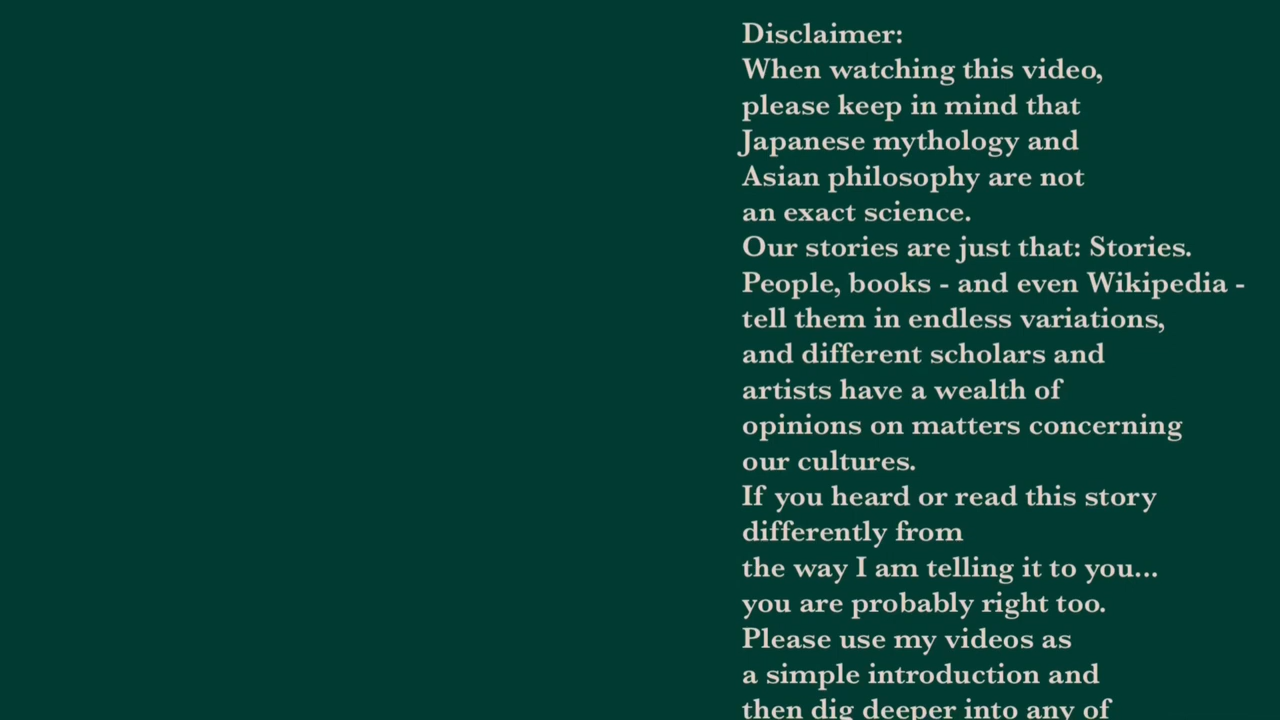 Disclaimer:
When watching this video,
please keep in mind that
Japanese mythology and
Asian philosophy are not
an exact science.
Our stories are just that: Stories.
People, books - and even Wikipedia -
tell them in endless variations,
and different scholars and
artists have a wealth of
opinions on matters concerning
our cultures.
If you heard or read this story
differently from
the way I am telling it to you...
you are probably right too.
Please use my videos as
a simple introduction and
then dig deeper into any of